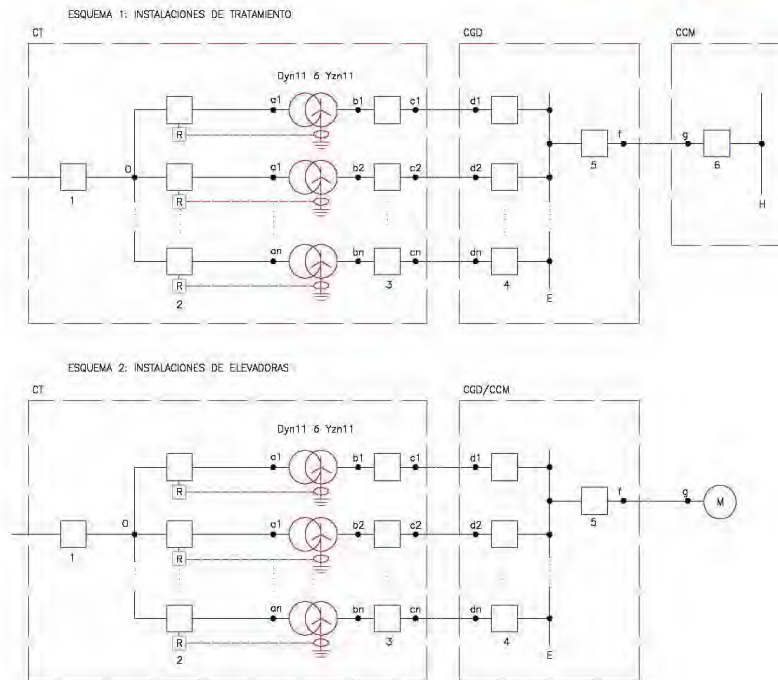 ESQUEMA 1: INSTALACIONES DE TRATAMIENTO
CT CGD CCM
Dyn11 ó Yzn11
a1 b1 c1 d1
R
1 a a1 b2 c2 d2 5 f g 6
R
H
an bn cn dn
R
2 3 4 E
ESQUEMA 2: INSTALACIONES DE ELEVADORAS
CT CGD/CCM
Dyn11 ó Yzn11
a1 b1 c1 d1
R
5 f g M
1 a a1 b2 c2 d2
R
an bn cn dn
R
2 3 4 E